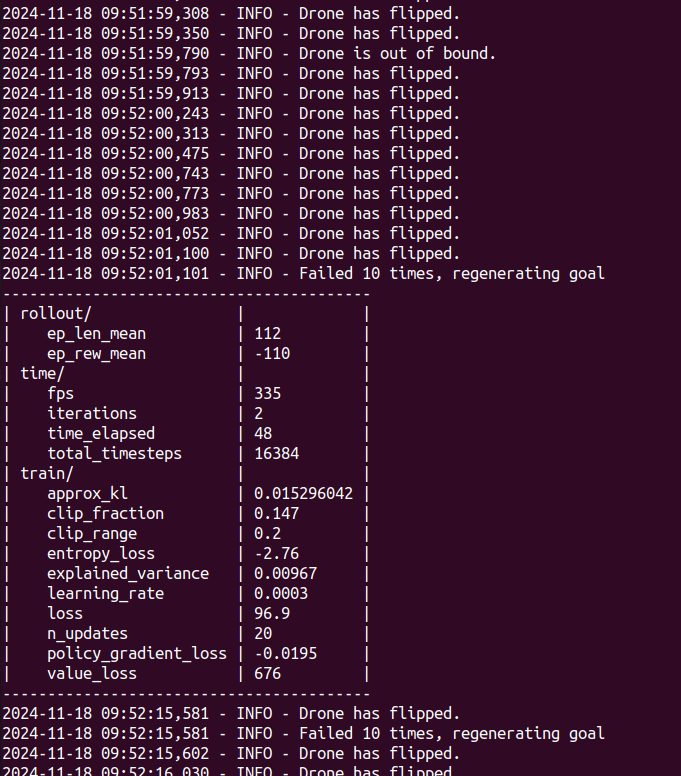 2024-11-18 09:51:59,308 - INFO - Drone has flipped.
2024-11-18 09:51:59,350 - INFO - Drone has flipped.
2024-11-18 09:51:59,790 - INFO - Drone is out of bound.
2024-11-18 09:51:59,793 - INFO - Drone has flipped.
2024-11-18 09:51:59,913 - INFO - Drone has flipped.
2024-11-18 09:52:00,243 - INFO - Drone has flipped.
2024-11-18 09:52:00,313 - INFO - Drone has flipped.
2024-11-18 09:52:00,475 - INFO - Drone has flipped.
2024-11-18 09:52:00,743 - INFO - Drone has flipped.
2024-11-18 09:52:00,773 - INFO - Drone has flipped.
2024-11-18 09:52:00,983 - INFO - Drone has flipped.
2024-11-18 09:52:01,052 - INFO - Drone has flipped.
2024-11-18 09:52:01,100 - INFO - Drone has flipped.
2024-11-18 09:52:01,101 - INFO - Failed 10 times, regenerating goal
-----------------------------------------
| rollout/                |             |
|    ep_len_mean          | 112         |
|    ep_rew_mean          | -110        |
| time/                   |             |
|    fps                  | 335         |
|    iterations           | 2           |
|    time_elapsed         | 48          |
|    total_timesteps      | 16384       |
| train/                  |             |
|    approx_kl            | 0.015296042 |
|    clip_fraction        | 0.147       |
|    clip_range           | 0.2         |
|    entropy_loss         | -2.76       |
|    explained_variance   | 0.00967     |
|    learning_rate        | 0.0003      |
|    loss                 | 96.9        |
|    n_updates            | 20          |
|    policy_gradient_loss | -0.0195     |
|    value_loss           | 676         |
-----------------------------------------
2024-11-18 09:52:15,581 - INFO - Drone has flipped.
2024-11-18 09:52:15,581 - INFO - Failed 10 times, regenerating goal
2024-11-18 09:52:15,602 - INFO - Drone has flipped.
2024-11-18 09:52:16,030 - INFO - Drone has flipped.